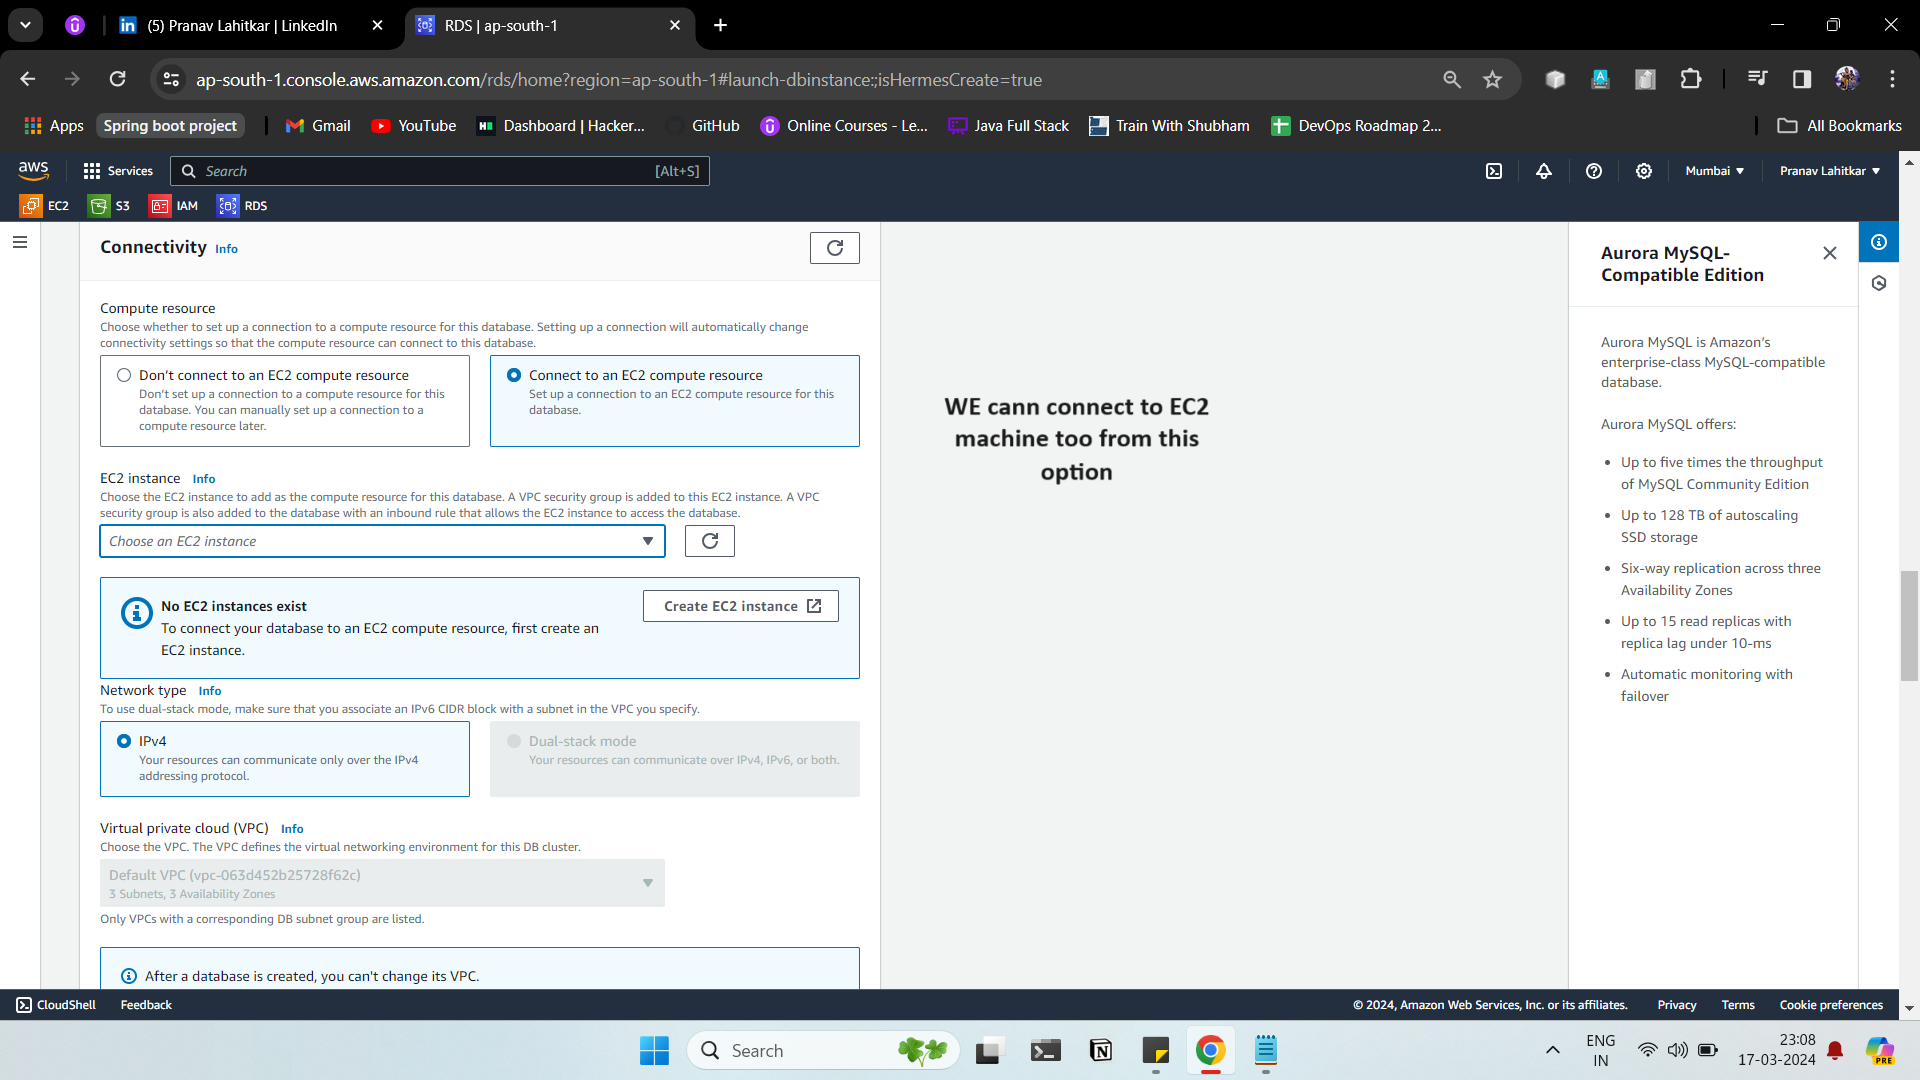 (5) Pranav Lahitkar | LinkedIn
RDS | ap-south-1
ap-south-1.console.aws.amazon.com/rds/home?region=ap-south-1#launch-dbinstance:;isHermesCreate=true
Apps
Spring boot project
Gmail
YouTube
Dashboard | Hacker...
GitHub
Online Courses - Le...
Java Full Stack
Train With Shubham
DevOps Roadmap 2...
All Bookmarks
aws
Services
Search
[Alt+S]
Mumbai
Pranav Lahitkar
EC2
S3
IAM
RDS
Connectivity Info
Compute resource
Choose whether to set up a connection to a compute resource for this database. Setting up a connection will automatically change
connectivity settings so that the compute resource can connect to this database.
Don't connect to an EC2 compute resource
Don't set up a connection to a compute resource for this
database. You can manually set up a connection to a
compute resource later.
Connect to an EC2 compute resource
Set up a connection to an EC2 compute resource for this
database.
EC2 instance Info
Choose the EC2 instance to add as the compute resource for this database. A VPC security group is added to this EC2 instance. A VPC
security group is also added to the database with an inbound rule that allows the EC2 instance to access the database.
Choose an EC2 instance
No EC2 instances exist
To connect your database to an EC2 compute resource, first create an
EC2 instance.
Create EC2 instance
Network type Info
To use dual-stack mode, make sure that you associate an IPv6 CIDR block with a subnet in the VPC you specify.
IPv4
Your resources can communicate only over the IPv4
addressing protocol.
Dual-stack mode
Your resources can communicate over IPv4, IPv6, or both.
Virtual private cloud (VPC) Info
Choose the VPC. The VPC defines the virtual networking environment for this DB cluster.
Default VPC (vpc-063d452b25728f62c)
3 Subnets, 3 Availability Zones
Only VPCs with a corresponding DB subnet group are listed.
After a database is created, you can't change its VPC.
WE cann connect to EC2
machine too from this
option
Aurora MySQL-
Compatible Edition
Aurora MySQL is Amazon's
enterprise-class MySQL-compatible
database.
Aurora MySQL offers:
Up to five times the throughput
of MySQL Community Edition
Up to 128 TB of autoscaling
SSD storage
Six-way replication across three
Availability Zones
Up to 15 read replicas with
replica lag under 10-ms
Automatic monitoring with
failover
CloudShell
Feedback
© 2024, Amazon Web Services, Inc. or its affiliates.
Privacy
Terms
Cookie preferences
Search
ENG
IN
23:08
17-03-2024
PRE